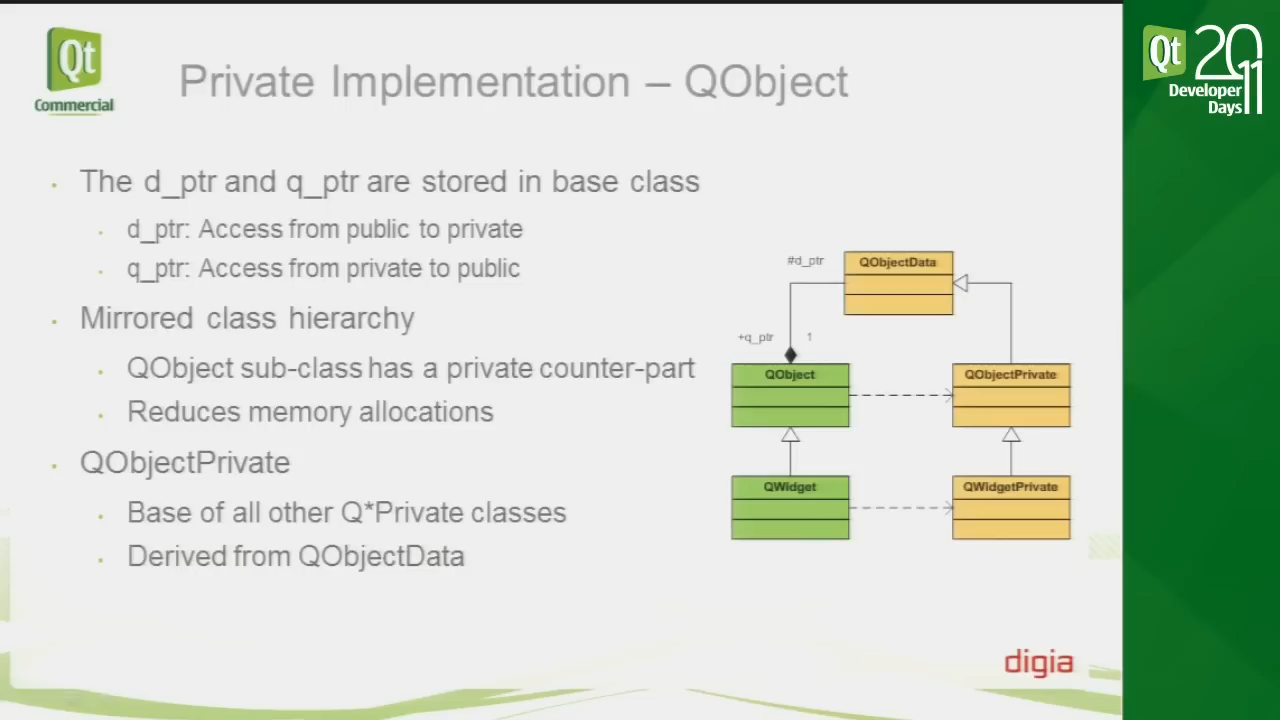 Qt
Commercial
Private Implementation – QObject
Qt 2011
Developer
Days
The d_ptr and q_ptr are stored in base class
d_ptr: Access from public to private
q_ptr: Access from private to public
Mirrored class hierarchy
QObject sub-class has a private counter-part
Reduces memory allocations
QObjectPrivate
Base of all other Q*Private classes
Derived from QObjectData
#d_ptr
QObjectData
+q_ptr 1
QObject
QObjectPrivate
QWidget
QWidgetPrivate
digia